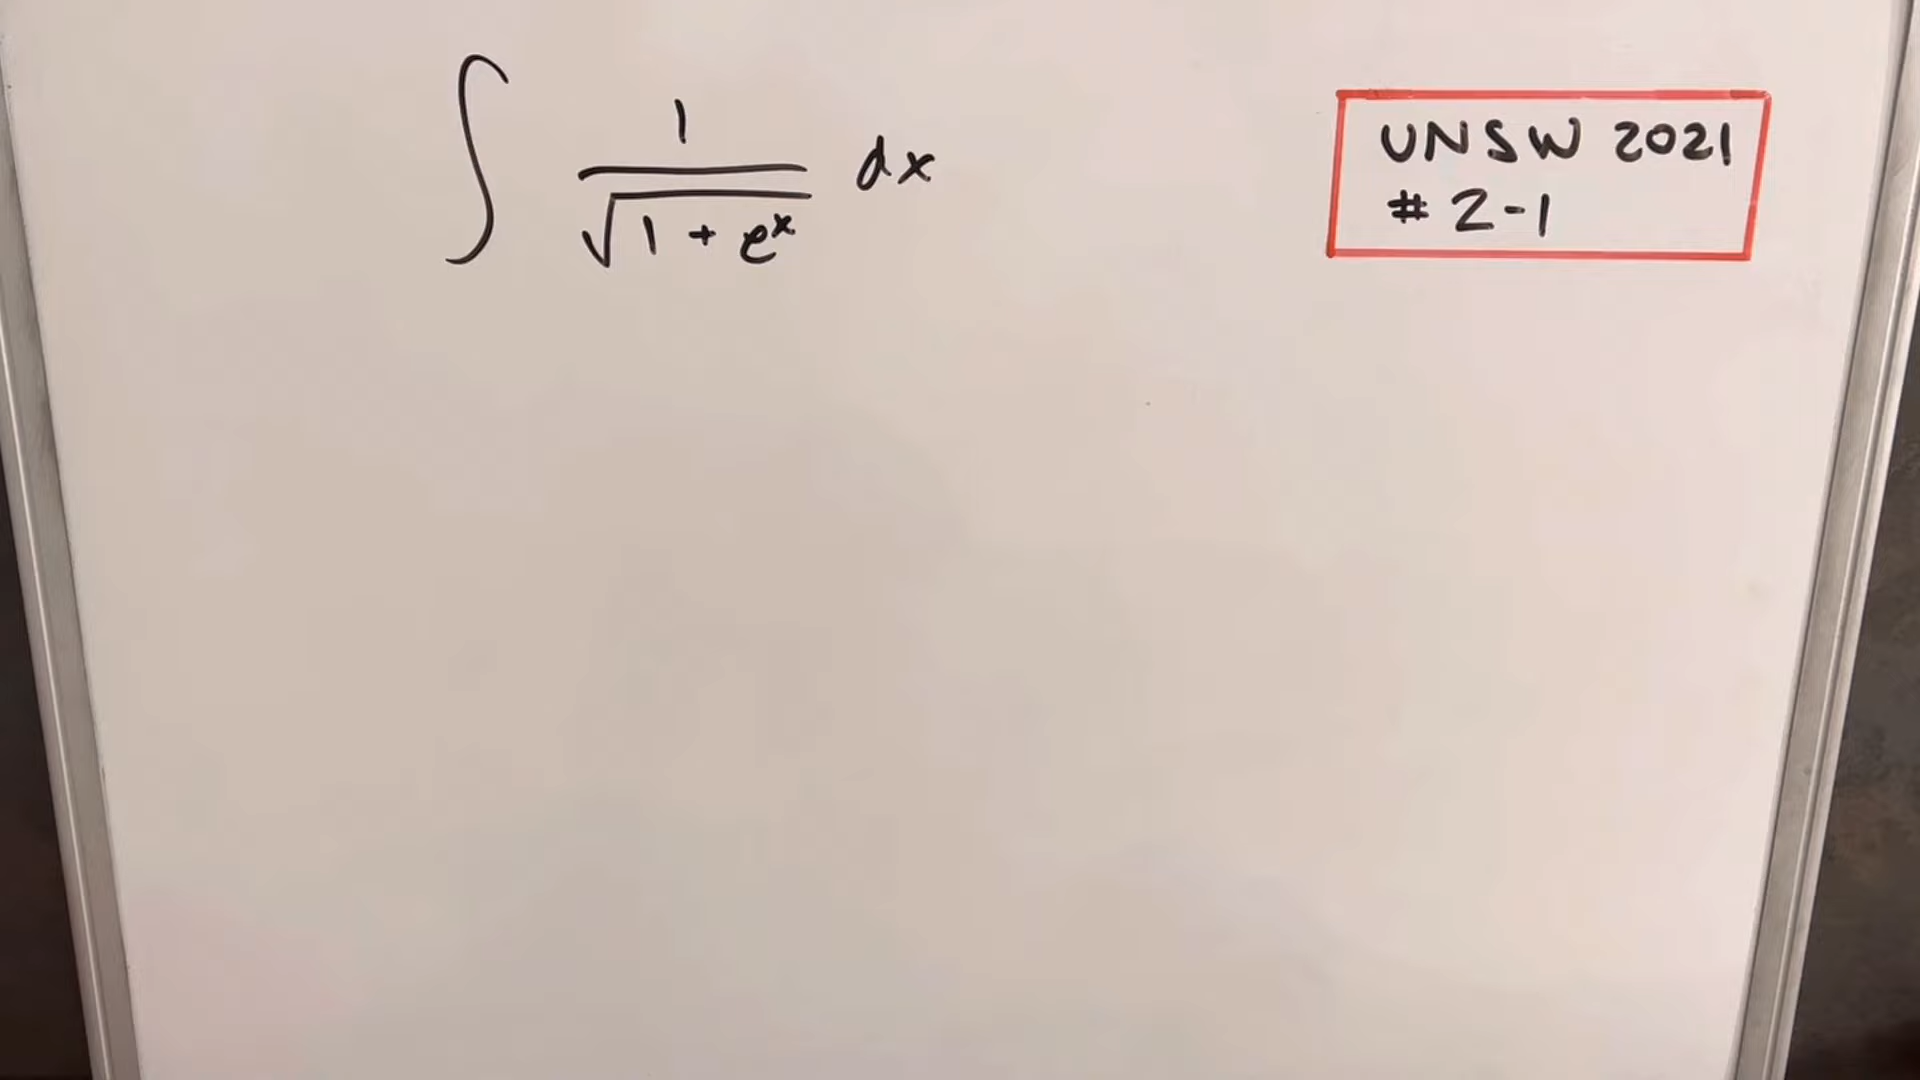 ∫ 1/√(1 + e^x) dx
UNSW 2021
# 2-1